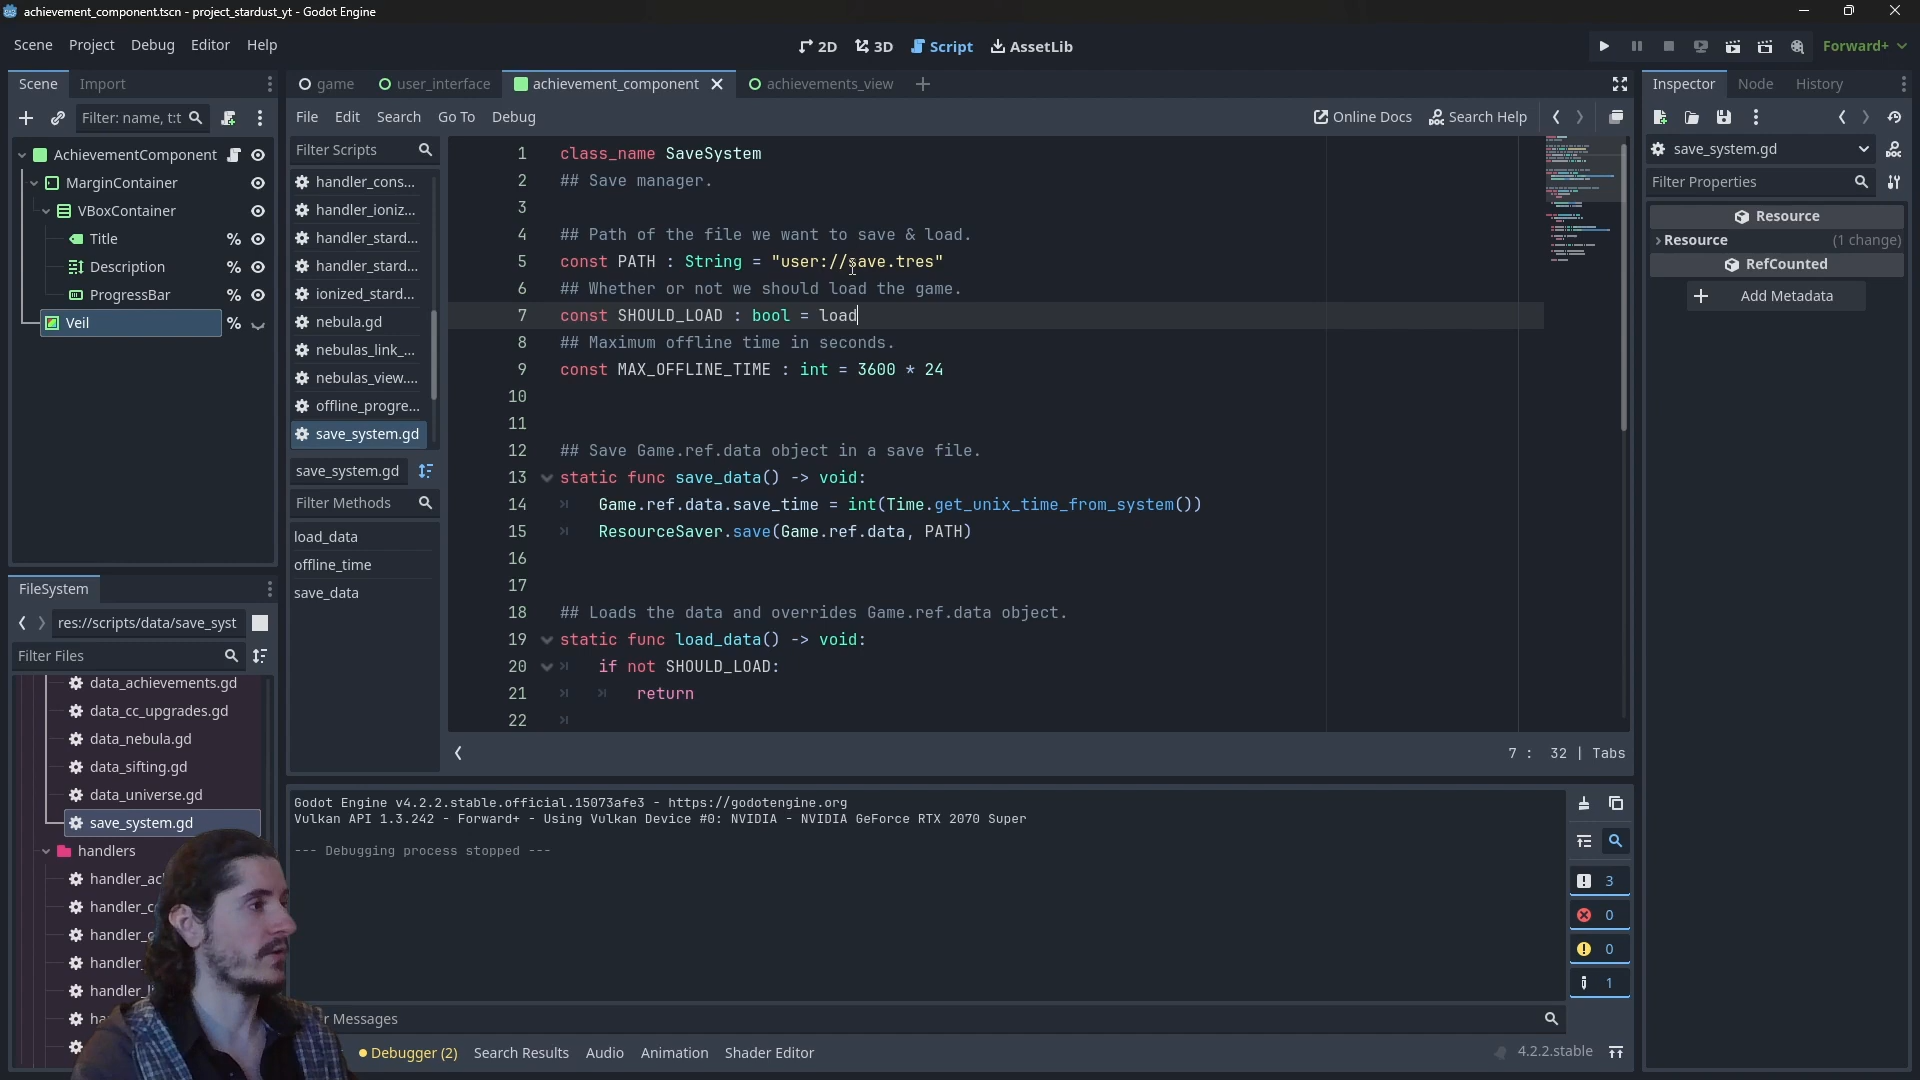 achievement_component.tscn - project_stardust_yt - Godot Engine
Scene Project Debug Editor Help
2D 3D Script AssetLib
Forward+
Scene Import
game user_interface achievement_component achievements_view
Inspector Node History
Filter: name, t:t
File Edit Search Go To Debug
Online Docs Search Help
AchievementComponent
MarginContainer
VBoxContainer
Title %
Description %
ProgressBar %
Veil %
Filter Scripts
handler_cons...
handler_ioniz...
handler_stard...
handler_stard...
ionized_stard...
nebula.gd
nebulas_link_...
nebulas_view....
offline_progre...
save_system.gd
save_system.gd
Filter Methods
load_data
offline_time
save_data
1 class_name SaveSystem
2 ## Save manager.
3
4 ## Path of the file we want to save & load.
5 const PATH : String = "user://save.tres"
6 ## Whether or not we should load the game.
7 const SHOULD_LOAD : bool = load
8 ## Maximum offline time in seconds.
9 const MAX_OFFLINE_TIME : int = 3600 * 24
10
11
12 ## Save Game.ref.data object in a save file.
13 static func save_data() -> void:
14 Game.ref.data.save_time = int(Time.get_unix_time_from_system())
15 ResourceSaver.save(Game.ref.data, PATH)
16
17
18 ## Loads the data and overrides Game.ref.data object.
19 static func load_data() -> void:
20 if not SHOULD_LOAD:
21 return
22
7 : 32 | Tabs
save_system.gd
Filter Properties
Resource
Resource (1 change)
RefCounted
Add Metadata
FileSystem
res://scripts/data/save_syst
Filter Files
data_achievements.gd
data_cc_upgrades.gd
data_nebula.gd
data_sifting.gd
data_universe.gd
save_system.gd
handlers
handler_ac
handler_c
handler_c
handler_
handler_l
Godot Engine v4.2.2.stable.official.15073afe3 - https://godotengine.org
Vulkan API 1.3.242 - Forward+ - Using Vulkan Device #0: NVIDIA - NVIDIA GeForce RTX 2070 Super
--- Debugging process stopped ---
3
0
0
1
r Messages
Debugger (2) Search Results Audio Animation Shader Editor
4.2.2.stable